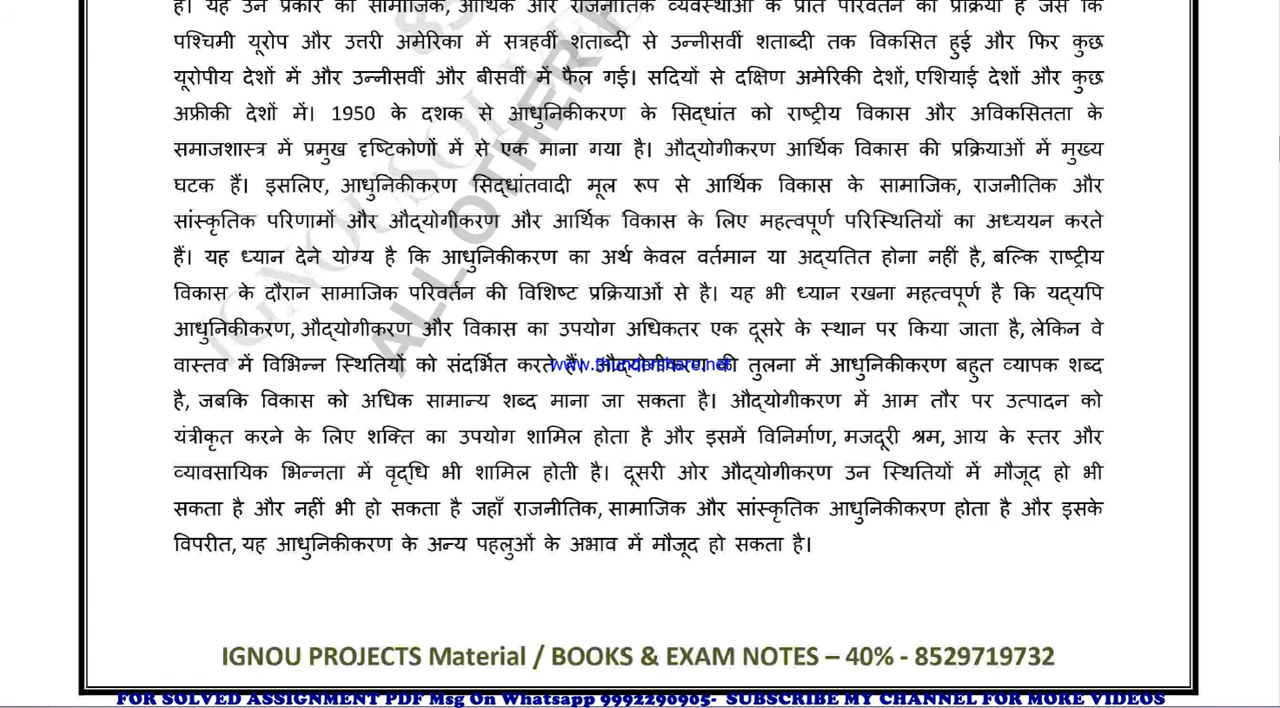 है। यह उन प्रकार की सामाजिक, आर्थिक और राजनीतिक व्यवस्थाओं के प्रति परिवर्तन की प्रक्रिया है जैसे कि
पश्चिमी यूरोप और उत्तरी अमेरिका में सत्रहवीं शताब्दी से उन्नीसवीं शताब्दी तक विकसित हुई और फिर कुछ
यूरोपीय देशों में और उन्नीसवीं और बीसवीं में फैल गई। सदियों से दक्षिण अमेरिकी देशों, एशियाई देशों और कुछ
अफ्रीकी देशों में। 1950 के दशक से आधुनिकीकरण के सिद्धांत को राष्ट्रीय विकास और अविकसितता के
समाजशास्त्र में प्रमुख दृष्टिकोणों में से एक माना गया है। औद्योगीकरण आर्थिक विकास की प्रक्रियाओं में मुख्य
घटक हैं। इसलिए, आधुनिकीकरण सिद्धांतवादी मूल रूप से आर्थिक विकास के सामाजिक, राजनीतिक और
सांस्कृतिक परिणामों और औद्योगीकरण और आर्थिक विकास के लिए महत्वपूर्ण परिस्थितियों का अध्ययन करते
हैं। यह ध्यान देने योग्य है कि आधुनिकीकरण का अर्थ केवल वर्तमान या अद्यतित होना नहीं है, बल्कि राष्ट्रीय
विकास के दौरान सामाजिक परिवर्तन की विशिष्ट प्रक्रियाओं से है। यह भी ध्यान रखना महत्वपूर्ण है कि यद्यपि
आधुनिकीकरण, औद्योगीकरण और विकास का उपयोग अधिकतर एक दूसरे के स्थान पर किया जाता है, लेकिन वे
वास्तव में विभिन्न स्थितियों को संदर्भित करते हैं। औद्योगीकरण की तुलना में आधुनिकीकरण बहुत व्यापक शब्द
www.thundershare.net
है, जबकि विकास को अधिक सामान्य शब्द माना जा सकता है। औद्योगीकरण में आम तौर पर उत्पादन को
यंत्रीकृत करने के लिए शक्ति का उपयोग शामिल होता है और इसमें विनिर्माण, मजदूरी श्रम, आय के स्तर और
व्यावसायिक भिन्नता में वृद्धि भी शामिल होती है। दूसरी ओर औद्योगीकरण उन स्थितियों में मौजूद हो भी
सकता है और नहीं भी हो सकता है जहाँ राजनीतिक, सामाजिक और सांस्कृतिक आधुनिकीकरण होता है और इसके
विपरीत, यह आधुनिकीकरण के अन्य पहलुओं के अभाव में मौजूद हो सकता है।
ALL OTHER
IGNOU PROJECTS Material / BOOKS & EXAM NOTES – 40% - 8529719732
FOR SOLVED ASSIGNMENT PDF Msg On Whatsapp 9992290905- SUBSCRIBE MY CHANNEL FOR MORE VIDEOS